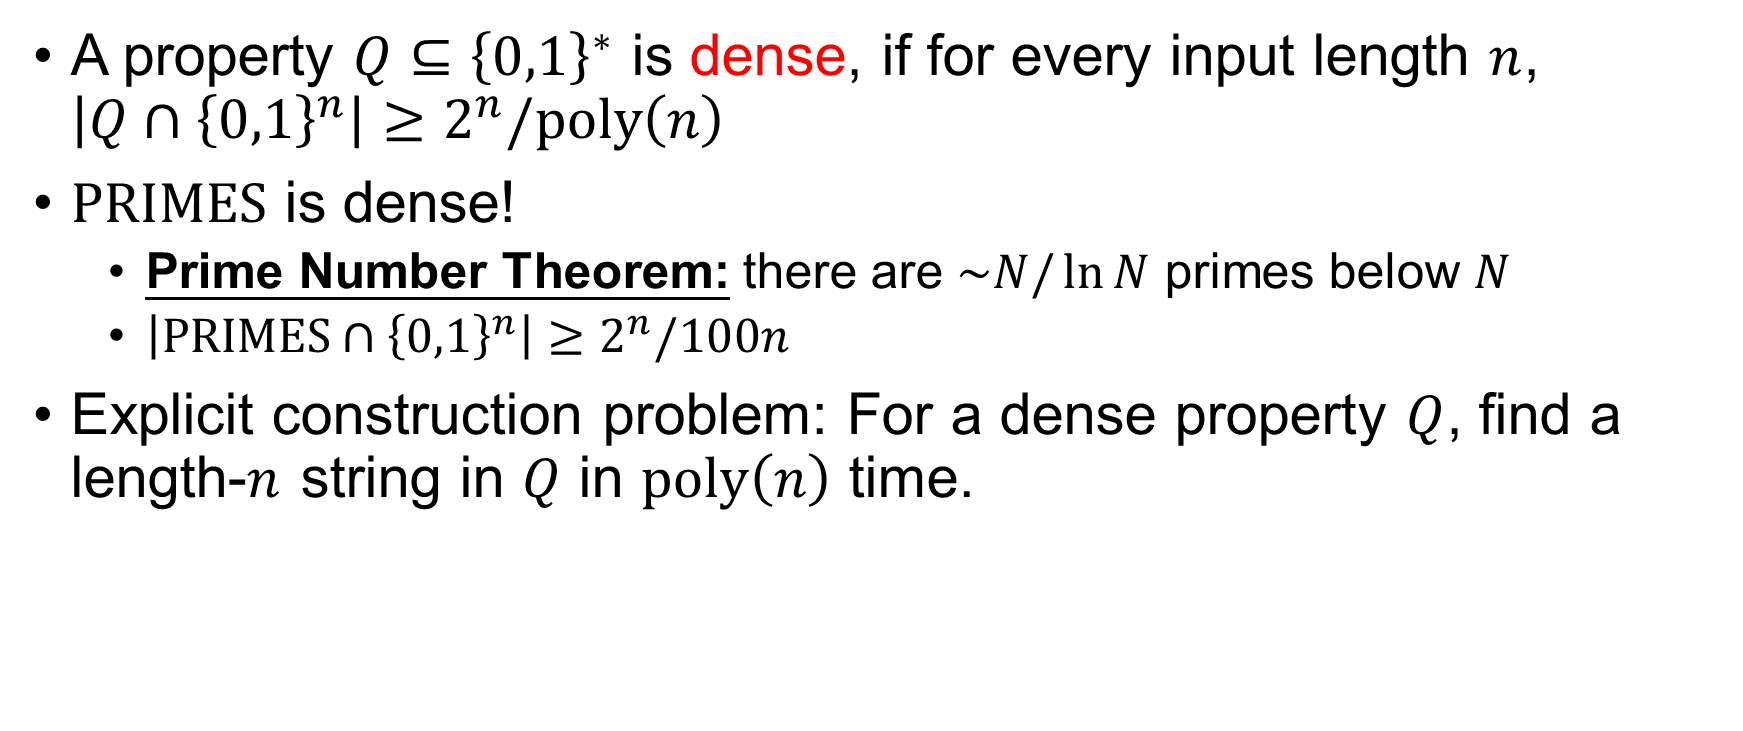 • A property 𝑄 ⊆ {0,1}* is dense, if for every input length 𝑛,
|𝑄 ∩ {0,1}ⁿ| ≥ 2ⁿ/poly(𝑛)
• PRIMES is dense!
• Prime Number Theorem: there are ~𝑁/ ln 𝑁 primes below 𝑁
• |PRIMES ∩ {0,1}ⁿ| ≥ 2ⁿ/100𝑛
• Explicit construction problem: For a dense property 𝑄, find a
length-𝑛 string in 𝑄 in poly(𝑛) time.